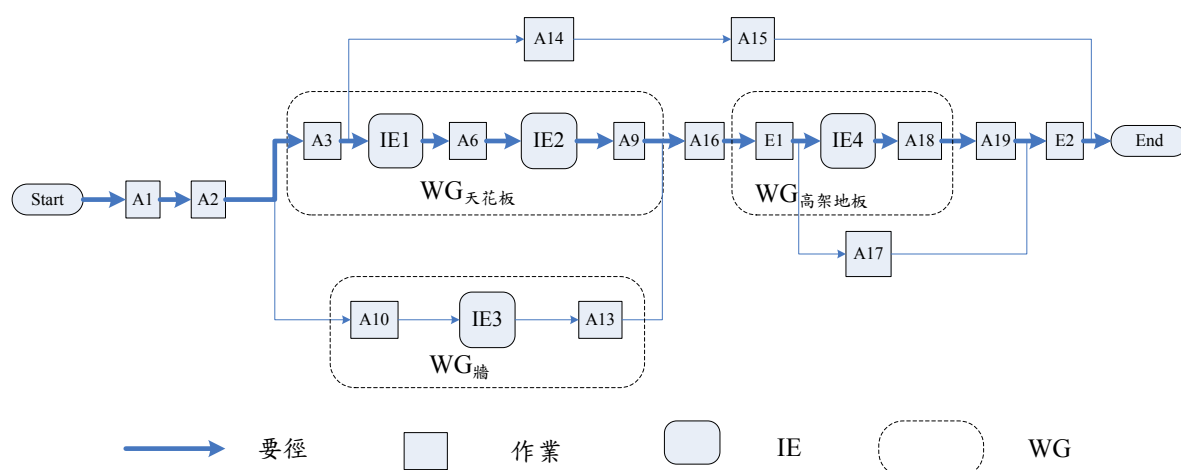 A14 A15
A3 IE1 A6 IE2 A9 A16 E1 IE4 A18 A19 E2 End
WG天花板 WG高架地板
Start A1 A2
A17
A10 IE3 A13
WG牆
要徑 作業 IE WG